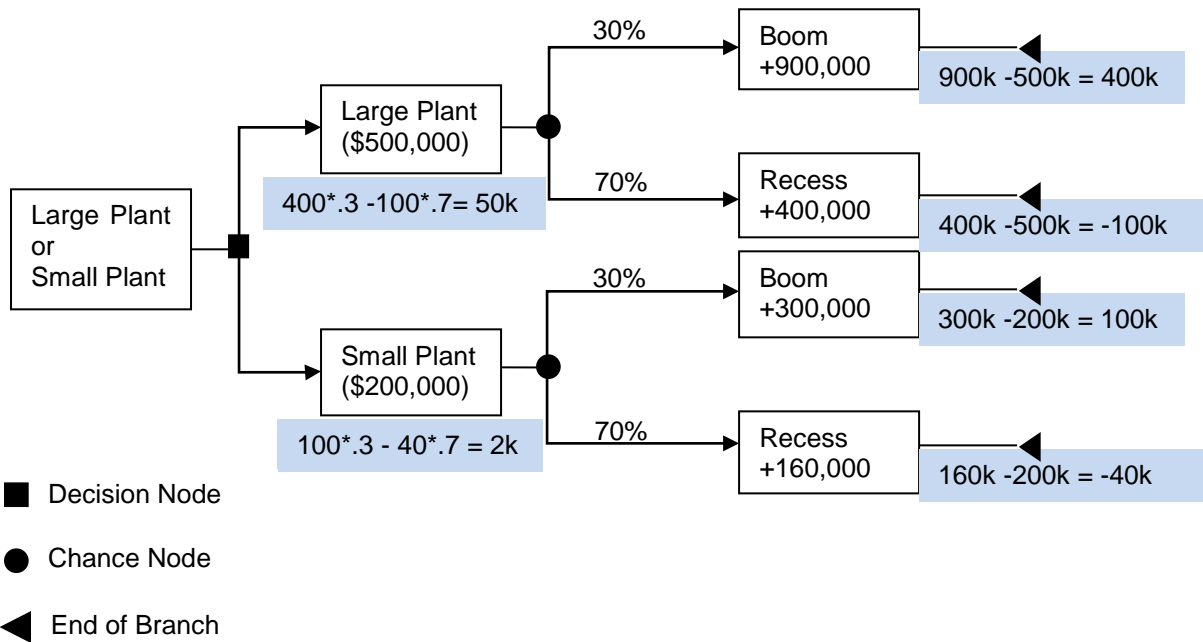 30%
Boom
+900,000
900k -500k = 400k
Large Plant
($500,000)
400*.3 -100*.7= 50k
70%
Recess
+400,000
400k -500k = -100k
Large Plant
or
Small Plant
30%
Boom
+300,000
300k -200k = 100k
Small Plant
($200,000)
100*.3 - 40*.7 = 2k
70%
Recess
+160,000
160k -200k = -40k
Decision Node
Chance Node
End of Branch